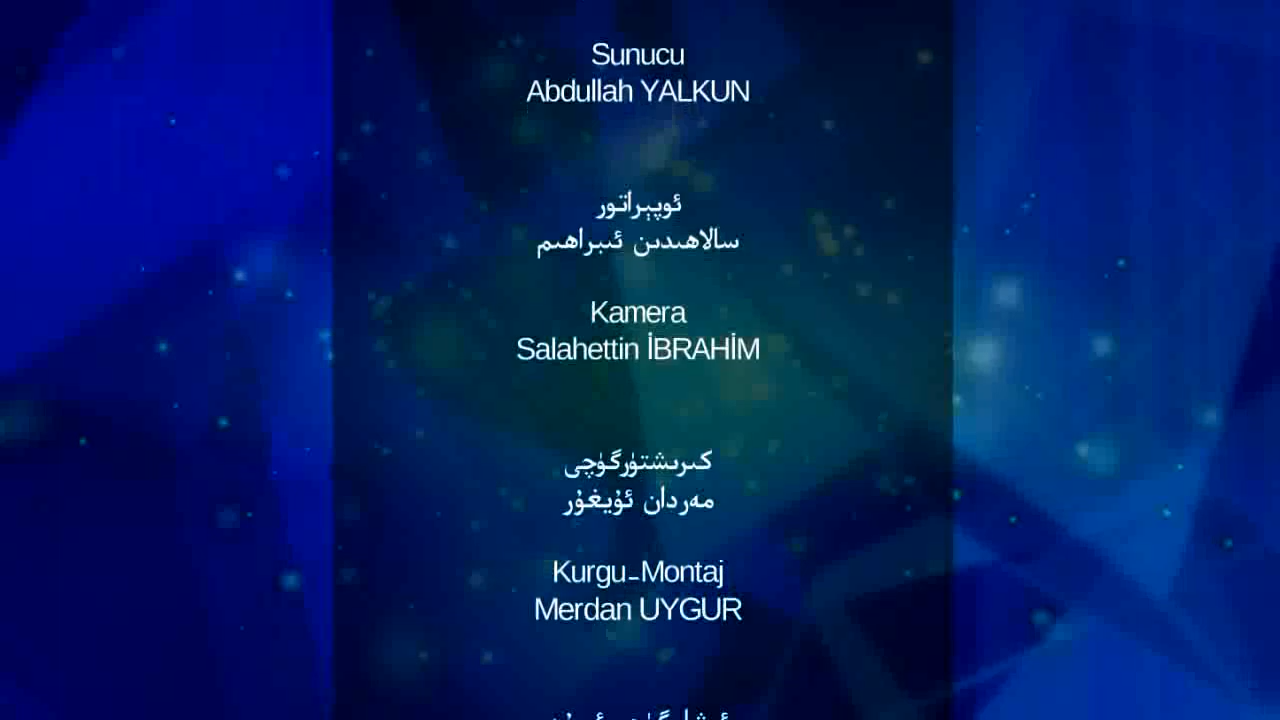 Sunucu
Abdullah YALKUN
ئوپېراتور
سالاھىدىن ئىبراھىم
Kamera
Salahettin İBRAHİM
كىرىشتۈرگۈچى
مەردان ئۇيغۇر
Kurgu-Montaj
Merdan UYGUR